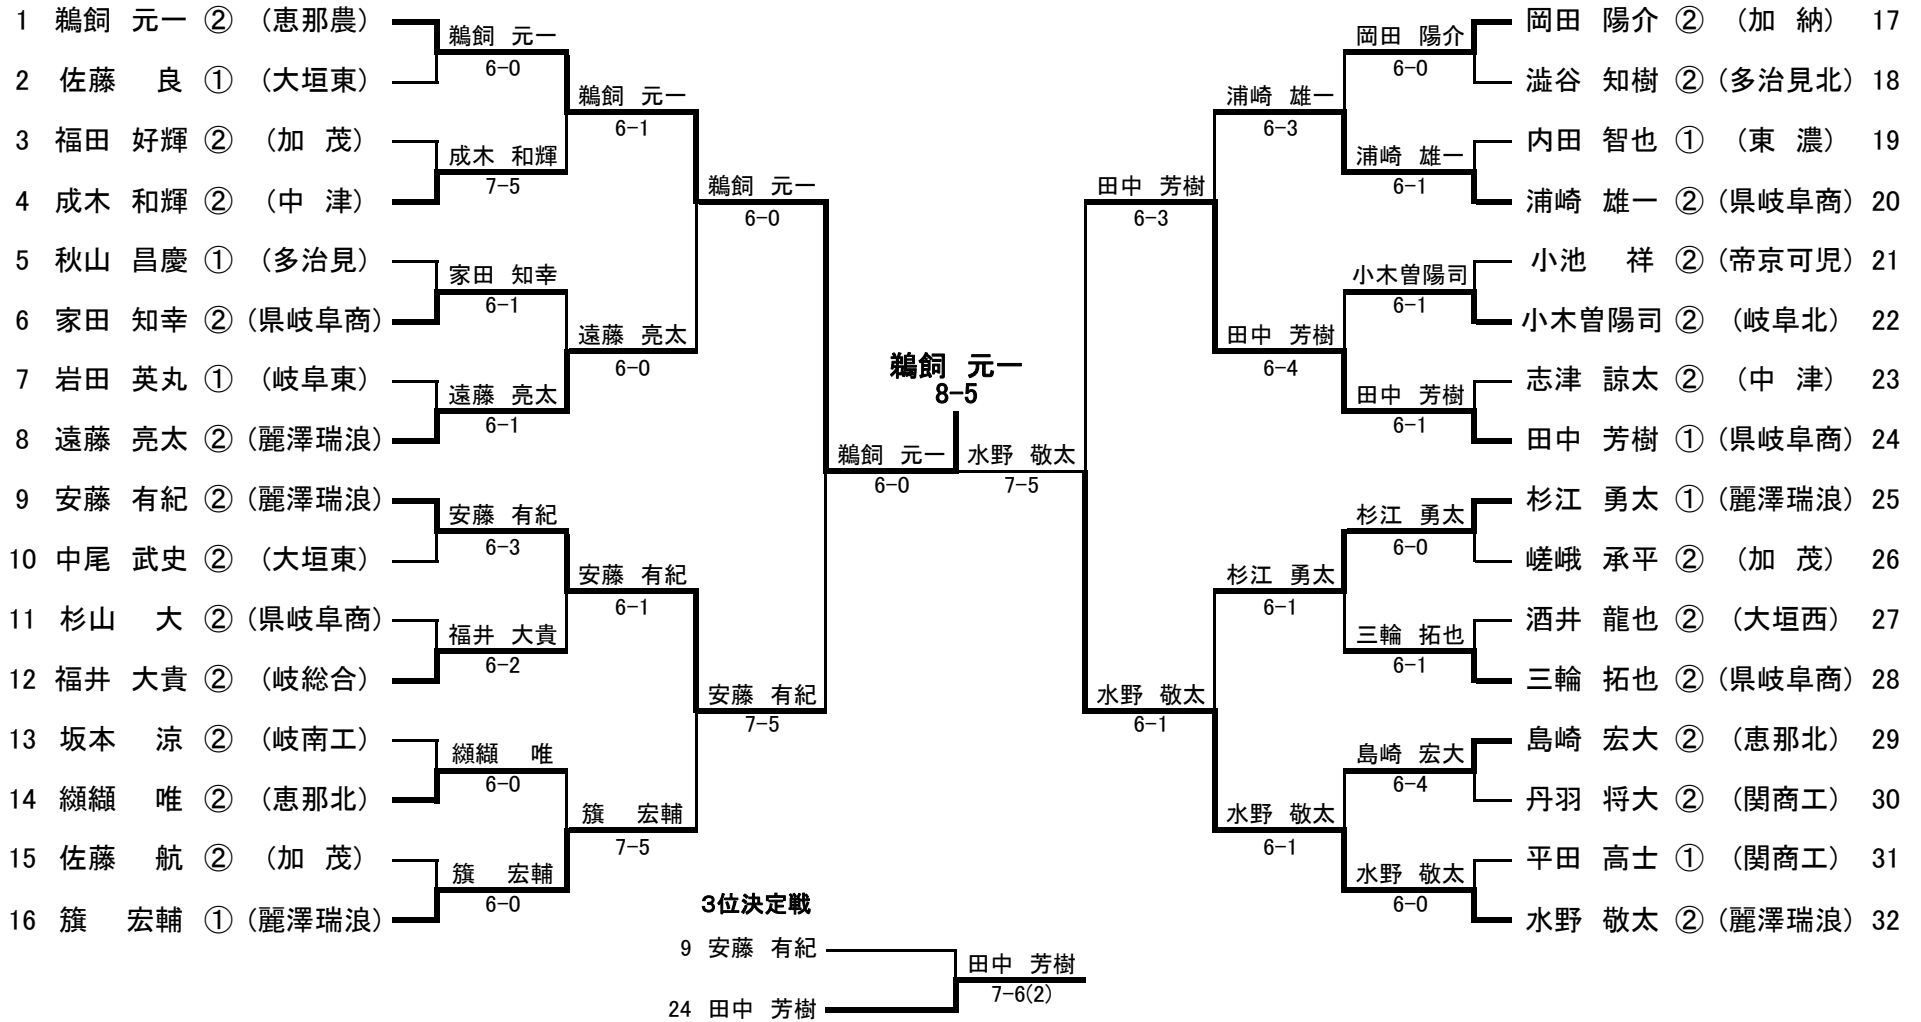 1 鵜飼 元一 ② (恵那農)
2 佐藤 良 ① (大垣東)
3 福田 好輝 ② (加 茂)
4 成木 和輝 ② (中 津)
5 秋山 昌慶 ① (多治見)
6 家田 知幸 ② (県岐阜商)
7 岩田 英丸 ① (岐阜東)
8 遠藤 亮太 ② (麗澤瑞浪)
9 安藤 有紀 ② (麗澤瑞浪)
10 中尾 武史 ② (大垣東)
11 杉山 大 ② (県岐阜商)
12 福井 大貴 ② (岐総合)
13 坂本 涼 ② (岐南工)
14 纐纈 唯 ② (恵那北)
15 佐藤 航 ② (加 茂)
16 籏 宏輔 ① (麗澤瑞浪)
鵜飼 元一
6-0
成木 和輝
7-5
家田 知幸
6-1
遠藤 亮太
6-1
安藤 有紀
6-3
福井 大貴
6-2
纐纈 唯
6-0
籏 宏輔
6-0
鵜飼 元一
6-1
遠藤 亮太
6-0
安藤 有紀
6-1
籏 宏輔
7-5
鵜飼 元一
6-0
安藤 有紀
7-5
鵜飼 元一
6-0
鵜飼 元一
8-5
水野 敬太
7-5
田中 芳樹
6-3
水野 敬太
6-1
浦崎 雄一
6-3
田中 芳樹
6-4
杉江 勇太
6-1
水野 敬太
6-1
岡田 陽介
6-0
浦崎 雄一
6-1
小木曽陽司
6-1
田中 芳樹
6-1
杉江 勇太
6-0
三輪 拓也
6-1
島崎 宏大
6-4
水野 敬太
6-0
岡田 陽介 ② (加 納) 17
澁谷 知樹 ② (多治見北) 18
内田 智也 ① (東 濃) 19
浦崎 雄一 ② (県岐阜商) 20
小池 祥 ② (帝京可児) 21
小木曽陽司 ② (岐阜北) 22
志津 諒太 ② (中 津) 23
田中 芳樹 ① (県岐阜商) 24
杉江 勇太 ① (麗澤瑞浪) 25
嵯峨 承平 ② (加 茂) 26
酒井 龍也 ② (大垣西) 27
三輪 拓也 ② (県岐阜商) 28
島崎 宏大 ② (恵那北) 29
丹羽 将大 ② (関商工) 30
平田 高士 ① (関商工) 31
水野 敬太 ② (麗澤瑞浪) 32
3位決定戦
9 安藤 有紀
24 田中 芳樹
田中 芳樹
7-6(2)